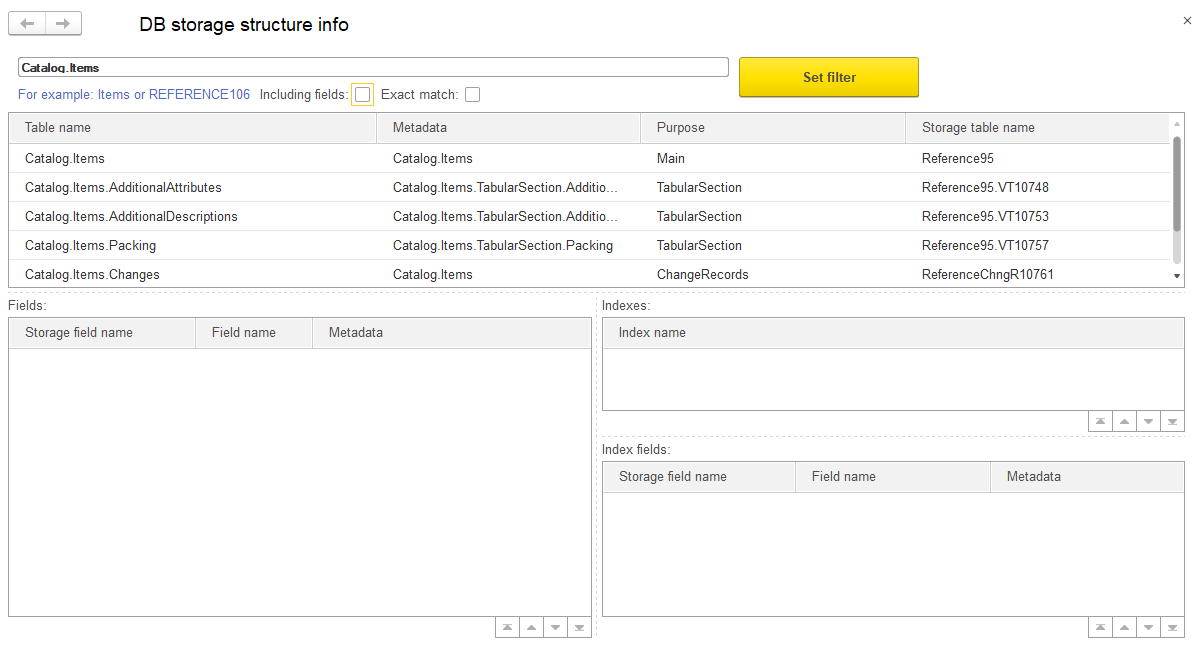 DB storage structure info
Catalog.Items
Set filter
For example: Items or REFERENCE106 Including fields: Exact match:
Table name Metadata Purpose Storage table name
Catalog.Items Catalog.Items Main Reference95
Catalog.Items.AdditionalAttributes Catalog.Items.TabularSection.Additio... TabularSection Reference95.VT10748
Catalog.Items.AdditionalDescriptions Catalog.Items.TabularSection.Additio... TabularSection Reference95.VT10753
Catalog.Items.Packing Catalog.Items.TabularSection.Packing TabularSection Reference95.VT10757
Catalog.Items.Changes Catalog.Items ChangeRecords ReferenceChngR10761
Fields:
Storage field name Field name Metadata
Indexes:
Index name
Index fields:
Storage field name Field name Metadata